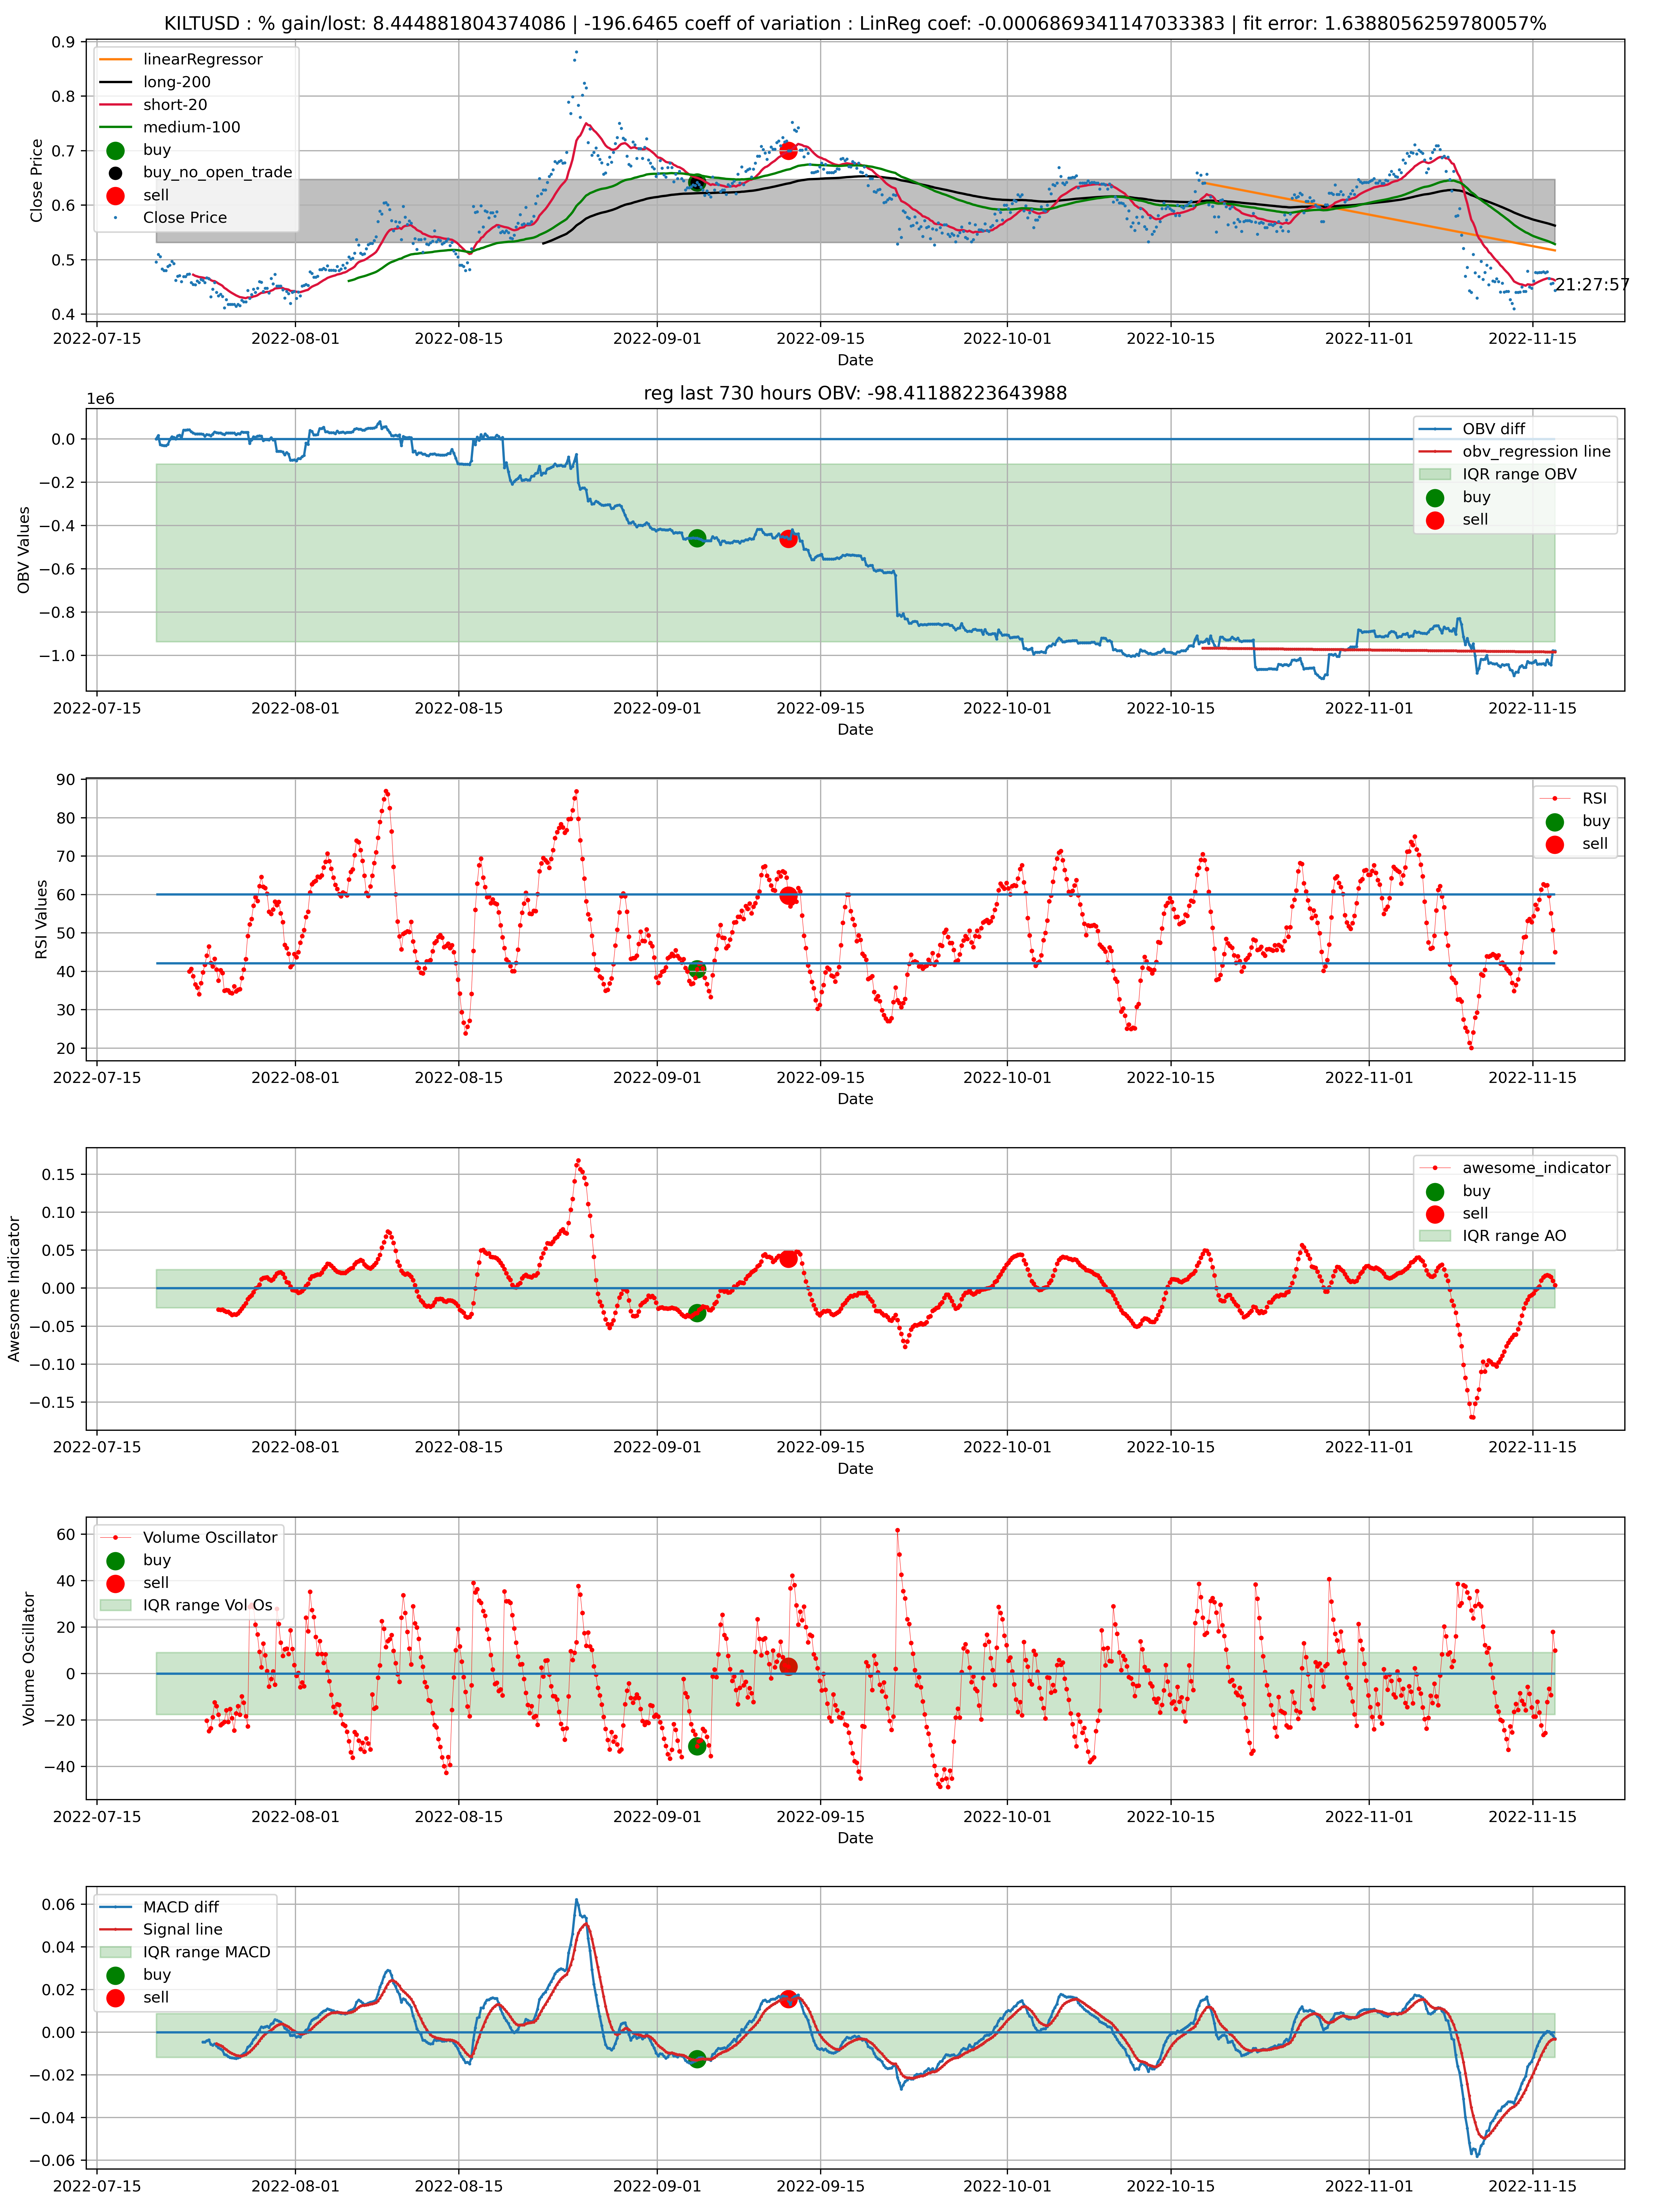 KILTUSD : % gain/lost: 8.444881804374086 | -196.6465 coeff of variation : LinReg coef: -0.0006869341147033383 | fit error: 1.6388056259780057%
0.9
0.8
0.7
0.6
0.5
0.4
Close Price
linearRegressor
long-200
short-20
medium-100
buy
buy_no_open_trade
sell
Close Price
21:27:57
2022-07-15 2022-08-01 2022-08-15 2022-09-01 2022-09-15 2022-10-01 2022-10-15 2022-11-01 2022-11-15
Date
reg last 730 hours OBV: -98.41188223643988
1e6
0.0
−0.2
−0.4
−0.6
−0.8
−1.0
OBV Values
OBV diff
obv_regression line
IQR range OBV
buy
sell
2022-07-15 2022-08-01 2022-08-15 2022-09-01 2022-09-15 2022-10-01 2022-10-15 2022-11-01 2022-11-15
Date
90
80
70
60
50
40
30
20
RSI Values
RSI
buy
sell
2022-07-15 2022-08-01 2022-08-15 2022-09-01 2022-09-15 2022-10-01 2022-10-15 2022-11-01 2022-11-15
Date
0.15
0.10
0.05
0.00
−0.05
−0.10
−0.15
Awesome Indicator
awesome_indicator
buy
sell
IQR range AO
2022-07-15 2022-08-01 2022-08-15 2022-09-01 2022-09-15 2022-10-01 2022-10-15 2022-11-01 2022-11-15
Date
60
40
20
0
−20
−40
Volume Oscillator
Volume Oscillator
buy
sell
IQR range Vol Os
2022-07-15 2022-08-01 2022-08-15 2022-09-01 2022-09-15 2022-10-01 2022-10-15 2022-11-01 2022-11-15
Date
0.06
0.04
0.02
0.00
−0.02
−0.04
−0.06
MACD diff
Signal line
IQR range MACD
buy
sell
2022-07-15 2022-08-01 2022-08-15 2022-09-01 2022-09-15 2022-10-01 2022-10-15 2022-11-01 2022-11-15